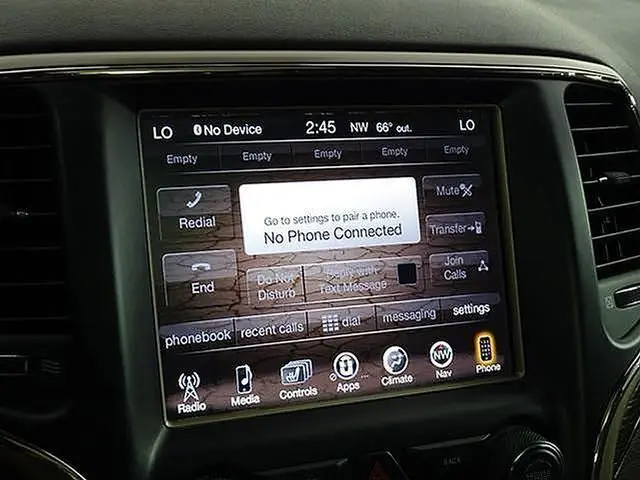 LO No Device 2:45 NW 66° out. LO
Empty Empty Empty Empty Empty
Redial
Go to settings to pair a phone.
No Phone Connected
Mute
Transfer
End
Do Not
Disturb
Reply with
Text Message
Join
Calls
phonebook recent calls dial messaging settings
Radio Media Controls Apps Climate NW Nav Phone
BACK